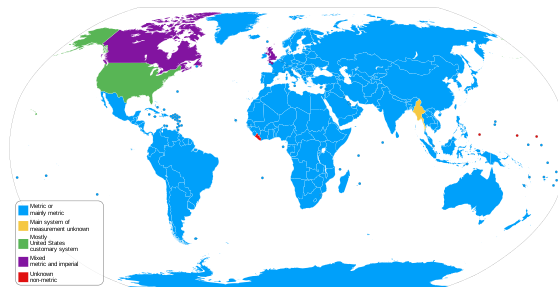 Metric or
mainly metric
Main system of
measurement unknown
Mostly
United States
customary system
Mixed
metric and imperial
Unknown
non-metric